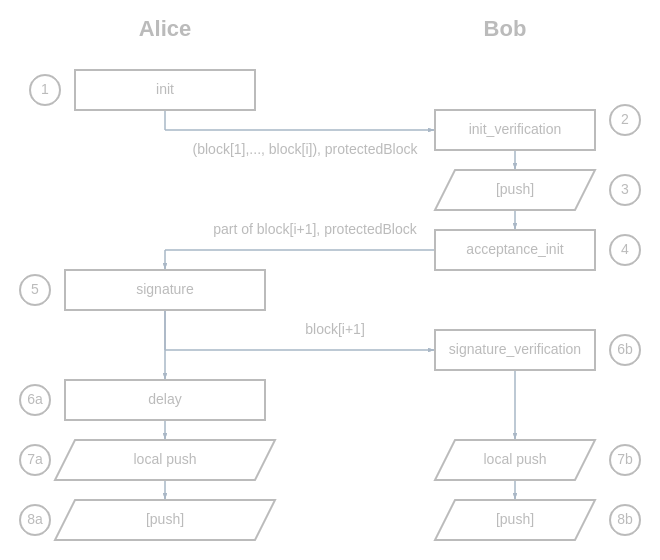 Alice
Bob
1
init
2
init_verification
(block[1],..., block[i]), protectedBlock
[push]
3
part of block[i+1], protectedBlock
acceptance_init
4
5
signature
block[i+1]
signature_verification
6b
6a
delay
7a
local push
local push
7b
8a
[push]
[push]
8b